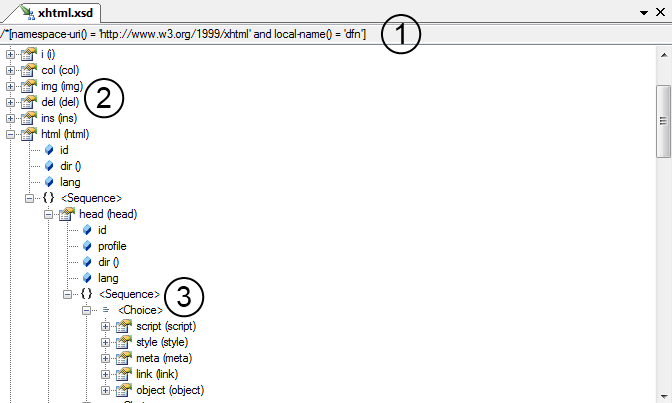 xhtml.xsd
/*[namespace-uri() = 'http://www.w3.org/1999/xhtml' and local-name() = 'dfn']
1
i (i)
col (col)
img (img)
2
del (del)
ins (ins)
html (html)
id
dir ()
lang
{ } <Sequence>
head (head)
id
profile
dir ()
lang
{ } <Sequence>
3
<Choice>
script (script)
style (style)
meta (meta)
link (link)
object (object)